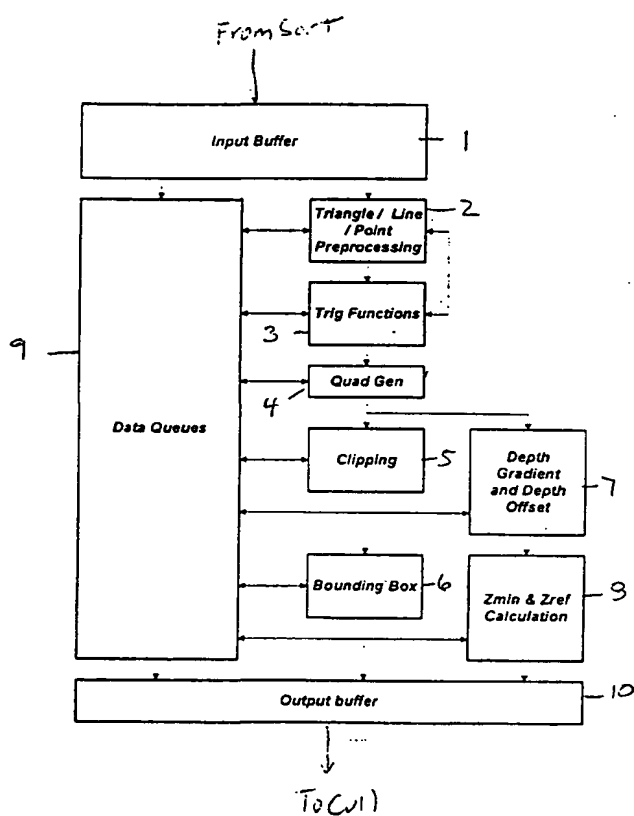 From Sort
Input Buffer
1
Triangle / Line
/ Point
Preprocessing
2
Trig Functions
3
9
Quad Gen
4
Data Queues
Clipping
5
Depth
Gradient
and Depth
Offset
7
Bounding Box
6
Zmin & Zref
Calculation
8
Output buffer
10
To Cull